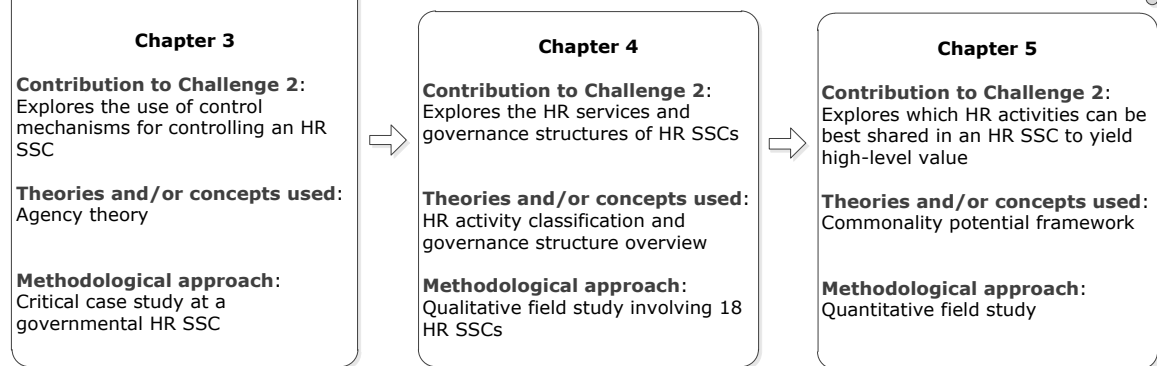 Chapter 3
Contribution to Challenge 2:
Explores the use of control
mechanisms for controlling an HR
SSC
Theories and/or concepts used:
Agency theory
Methodological approach:
Critical case study at a
governmental HR SSC
Chapter 4
Contribution to Challenge 2:
Explores the HR services and
governance structures of HR SSCs
Theories and/or concepts used:
HR activity classification and
governance structure overview
Methodological approach:
Qualitative field study involving 18
HR SSCs
Chapter 5
Contribution to Challenge 2:
Explores which HR activities can be
best shared in an HR SSC to yield
high-level value
Theories and/or concepts used:
Commonality potential framework
Methodological approach:
Quantitative field study